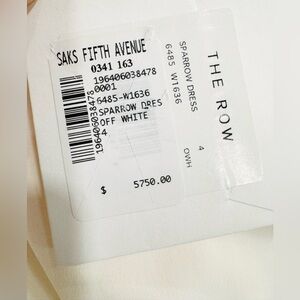 SAKS FIFTH AVENUE
0341 163
196406038478
0001
6485-W1636
SPARROW DRES
OFF WHITE
4
$ 5750.00
196406038478
THE ROW
SPARROW DRESS
6485 W1636
4
OWH